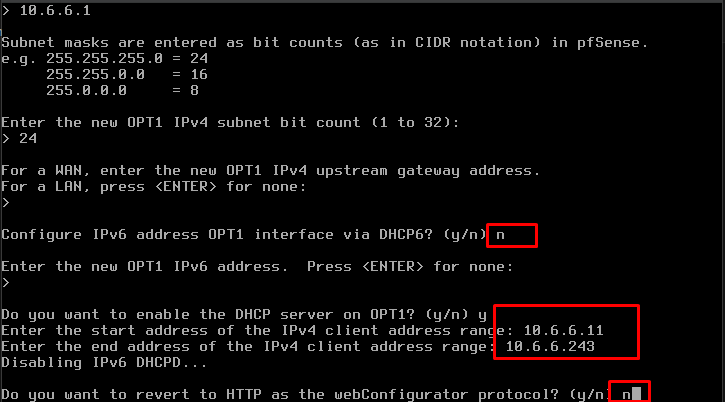 > 10.6.6.1
Subnet masks are entered as bit counts (as in CIDR notation) in pfSense.
e.g. 255.255.255.0 = 24
     255.255.0.0   = 16
     255.0.0.0     = 8
Enter the new OPT1 IPv4 subnet bit count (1 to 32):
> 24
For a WAN, enter the new OPT1 IPv4 upstream gateway address.
For a LAN, press <ENTER> for none:
>
Configure IPv6 address OPT1 interface via DHCP6? (y/n) n
Enter the new OPT1 IPv6 address.  Press <ENTER> for none:
>
Do you want to enable the DHCP server on OPT1? (y/n) y
Enter the start address of the IPv4 client address range: 10.6.6.11
Enter the end address of the IPv4 client address range: 10.6.6.243
Disabling IPv6 DHCPD...
Do you want to revert to HTTP as the webConfigurator protocol? (y/n) n